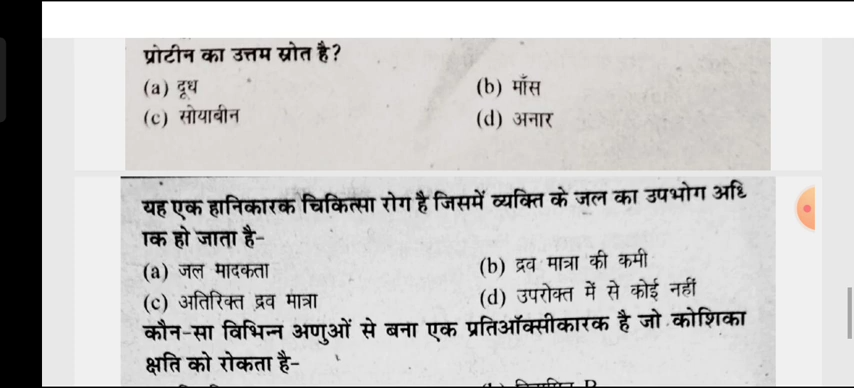 प्रोटीन का उत्तम स्रोत है?
(a) दूध (b) माँस
(c) सोयाबीन (d) अनार
यह एक हानिकारक चिकित्सा रोग है जिसमें व्यक्ति के जल का उपभोग अधि
ाक हो जाता है-
(a) जल मादकता (b) द्रव मात्रा की कमी
(c) अतिरिक्त द्रव मात्रा (d) उपरोक्त में से कोई नहीं
कौन-सा विभिन्न अणुओं से बना एक प्रतिऑक्सीकारक है जो कोशिका
क्षति को रोकता है-